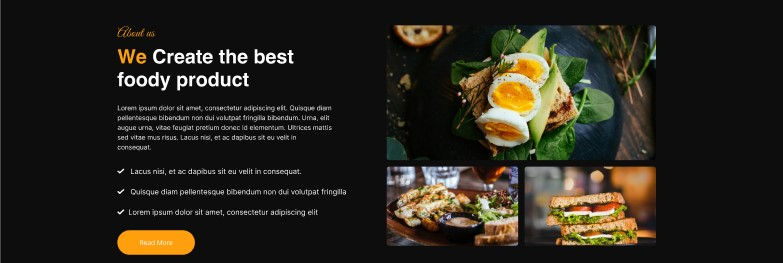 About us
We Create the best
foody product
Lorem ipsum dolor sit amet, consectetur adipiscing elit. Quisque diam
pellentesque bibendum non dui volutpat fringilla bibendum. Urna, elit
augue urna, vitae feugiat pretium donec id elementum. Ultrices mattis
sed vitae mus risus. Lacus nisi, et ac dapibus sit eu velit in
consequat.
Lacus nisi, et ac dapibus sit eu velit in consequat.
Quisque diam pellentesque bibendum non dui volutpat fringilla
Lorem ipsum dolor sit amet, consectetur adipiscing elit
Read More